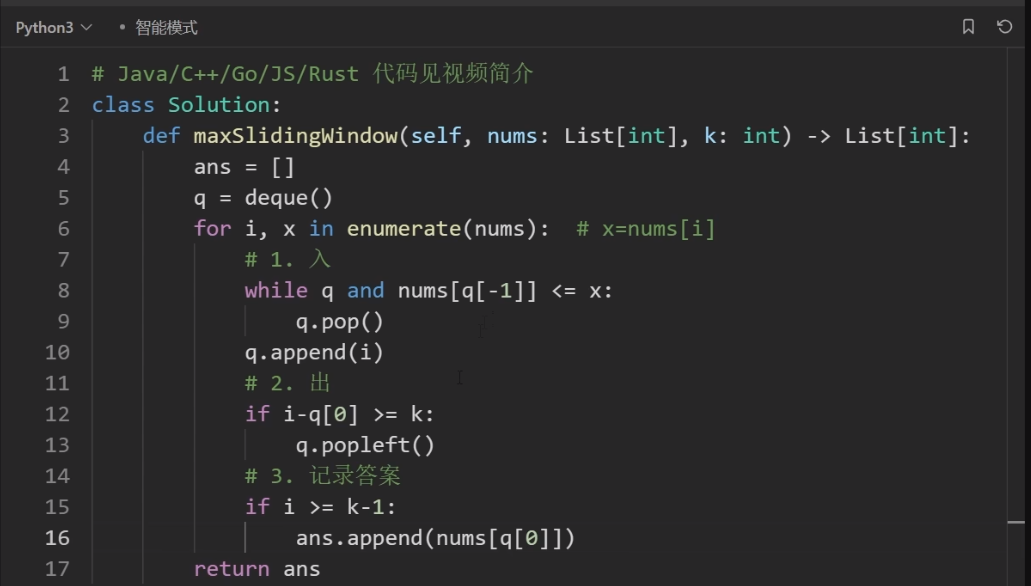 Python3 • 智能模式
1 # Java/C++/Go/JS/Rust 代码见视频简介
2 class Solution:
3     def maxSlidingWindow(self, nums: List[int], k: int) -> List[int]:
4         ans = []
5         q = deque()
6         for i, x in enumerate(nums):  # x=nums[i]
7             # 1. 入
8             while q and nums[q[-1]] <= x:
9                 q.pop()
10             q.append(i)
11             # 2. 出
12             if i-q[0] >= k:
13                 q.popleft()
14             # 3. 记录答案
15             if i >= k-1:
16                 ans.append(nums[q[0]])
17         return ans